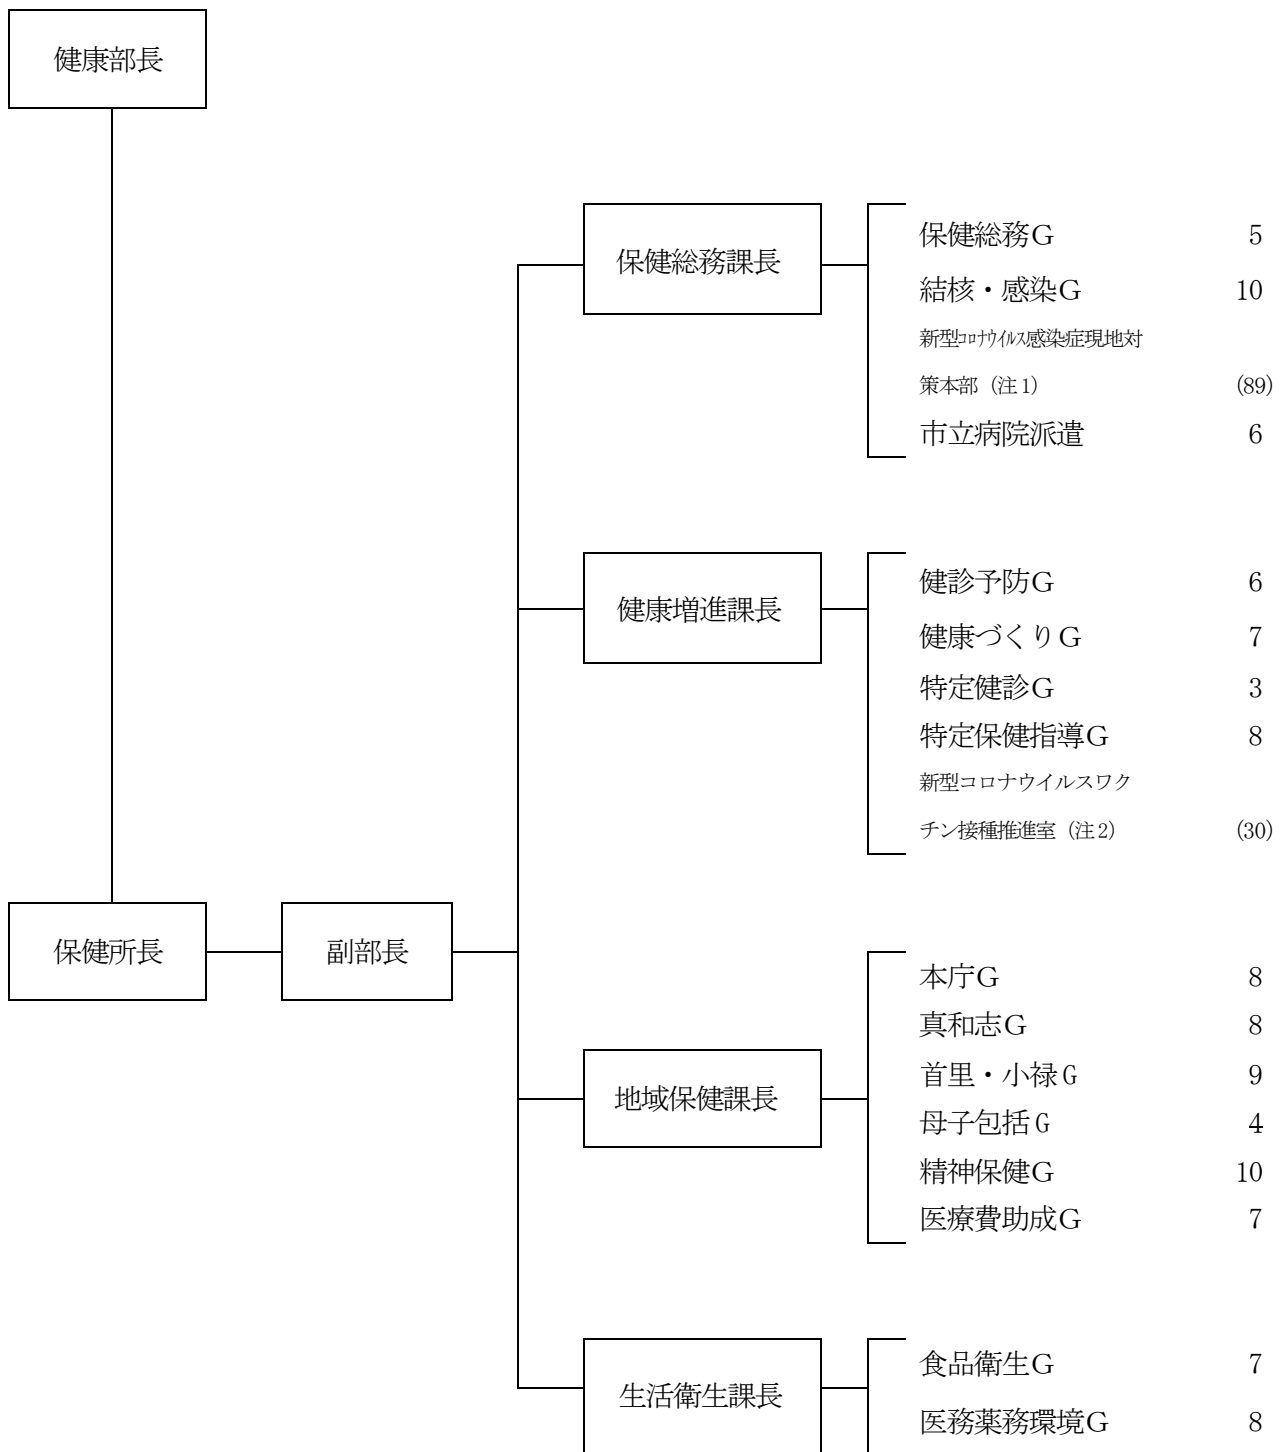 健康部長
保健総務課長
保健総務G 5
結核・感染G 10
新型コロナウイルス感染症現地対
策本部（注1） (89)
市立病院派遣 6
健康増進課長
健診予防G 6
健康づくりG 7
特定健診G 3
特定保健指導G 8
新型コロナウイルスワク
チン接種推進室（注2） (30)
保健所長
副部長
地域保健課長
本庁G 8
真和志G 8
首里・小禄G 9
母子包括G 4
精神保健G 10
医療費助成G 7
生活衛生課長
食品衛生G 7
医務薬務環境G 8